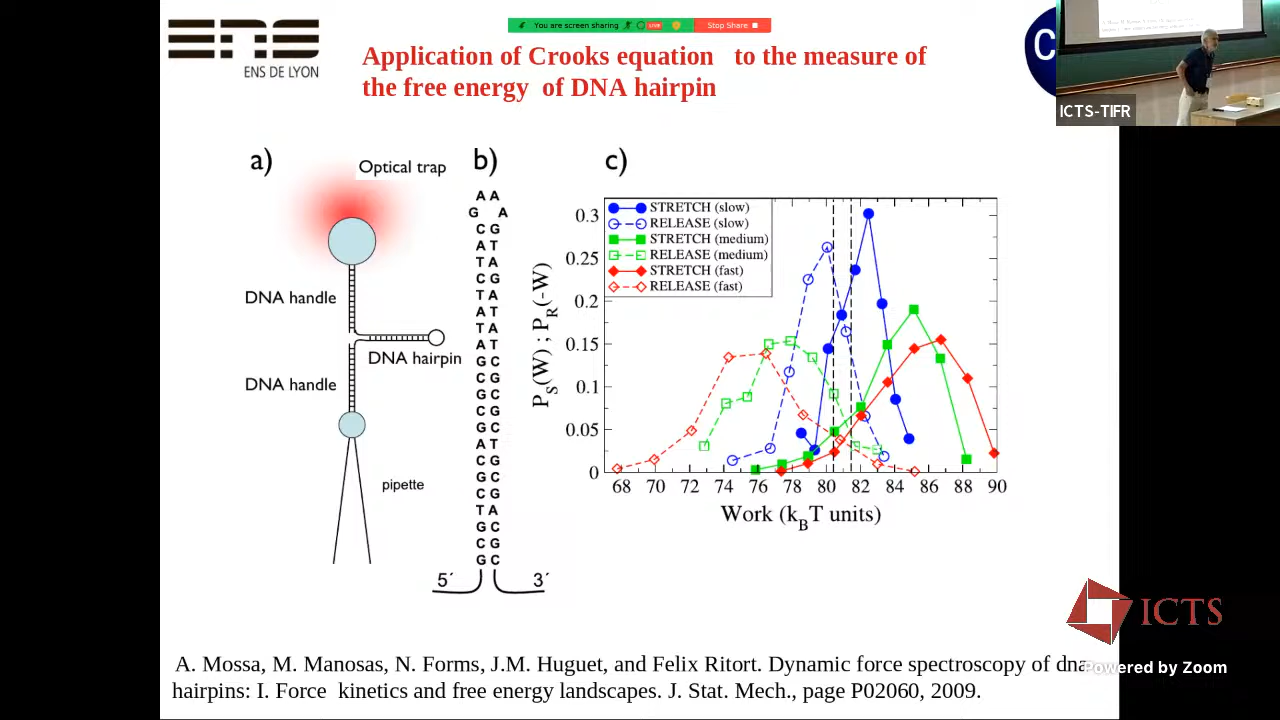 You are screen sharing LIVE Stop Share
ENS
ENS DE LYON
Application of Crooks equation to the measure of
the free energy of DNA hairpin
C
ICTS-TIFR
a)
Optical trap
DNA handle
DNA hairpin
DNA handle
pipette
b)
A A
G A
C G
A T
T A
C G
T A
A T
T A
A T
G C
C G
G C
C G
G C
A T
C G
G C
C G
T A
G C
C G
G C
5´ 3´
c)
STRETCH (slow)
RELEASE (slow)
STRETCH (medium)
RELEASE (medium)
STRETCH (fast)
RELEASE (fast)
P_S(W) ; P_R(-W)
0.3
0.25
0.2
0.15
0.1
0.05
0
68 70 72 74 76 78 80 82 84 86 88 90
Work (k_BT units)
A. Mossa, M. Manosas, N. Forms, J.M. Huguet, and Felix Ritort. Dynamic force spectroscopy of dna
hairpins: I. Force kinetics and free energy landscapes. J. Stat. Mech., page P02060, 2009.
ICTS
Powered by Zoom